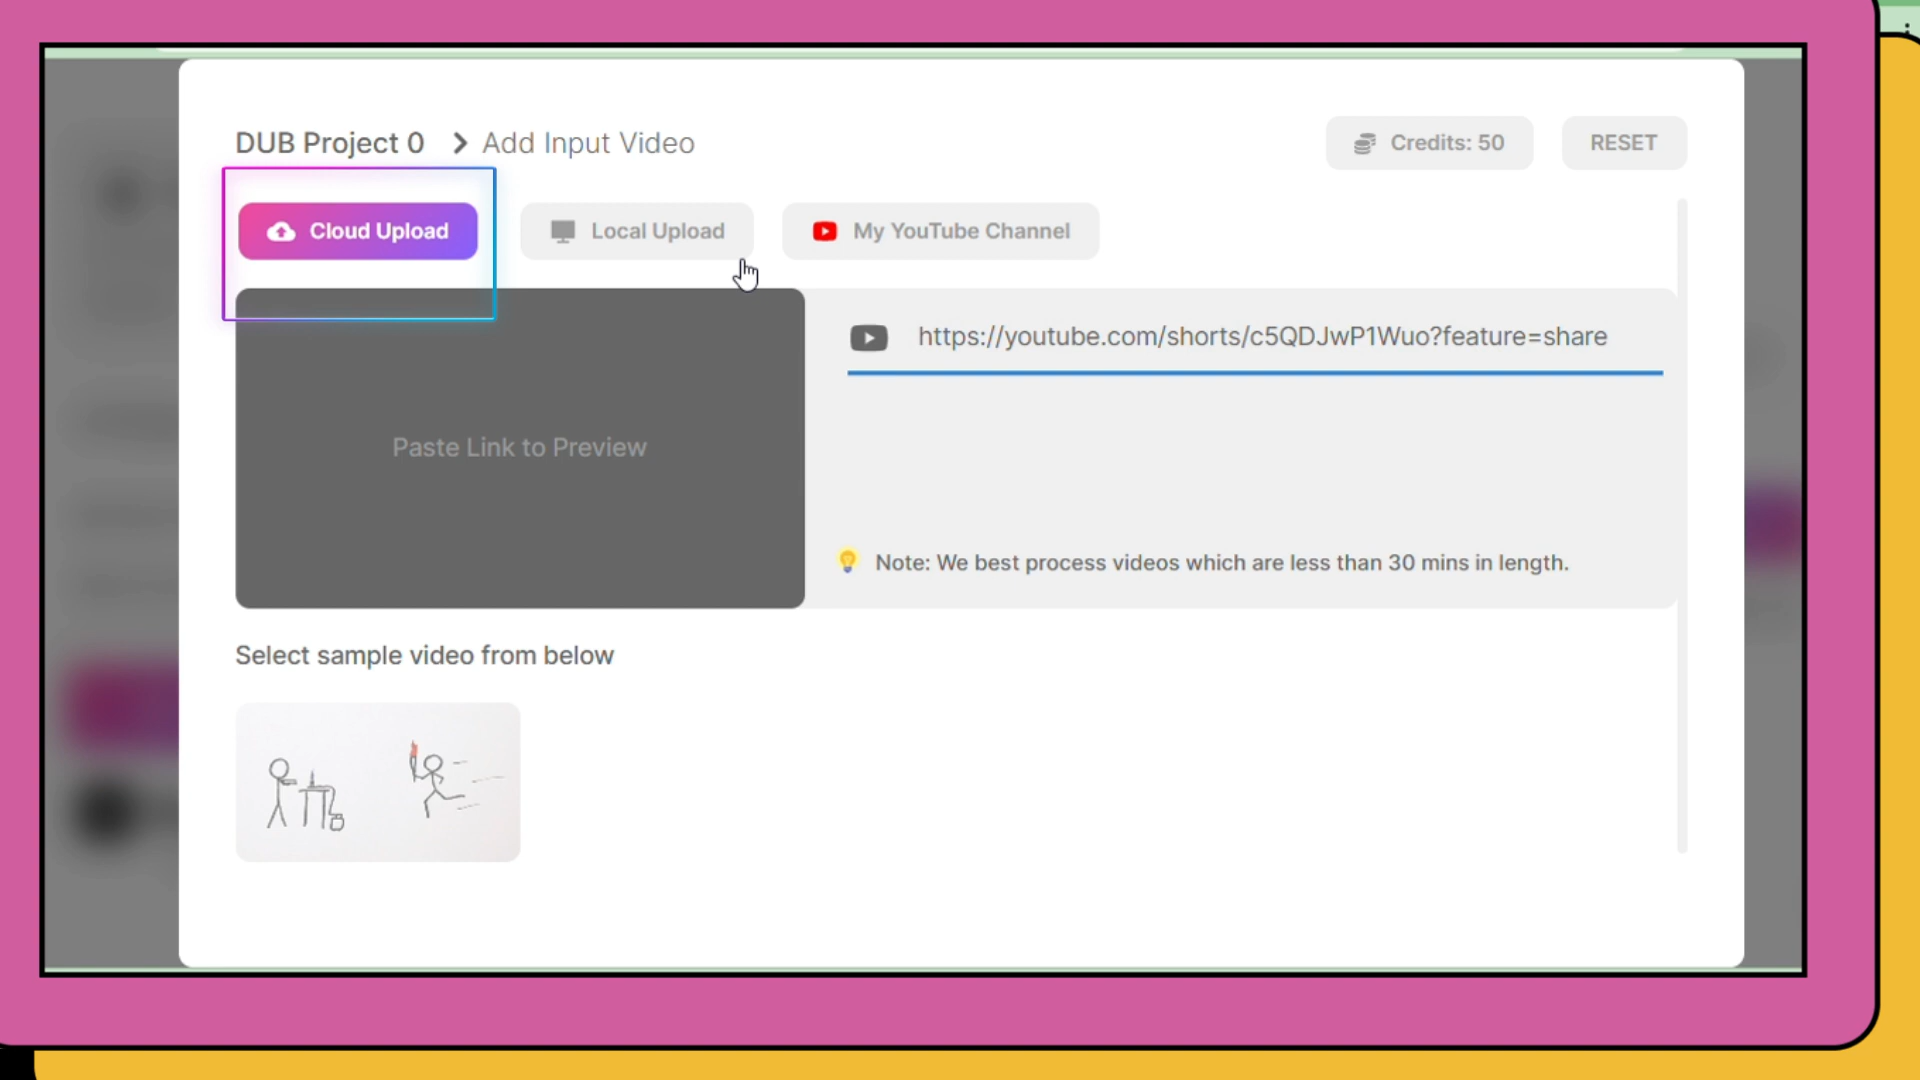 DUB Project 0 > Add Input Video
Credits: 50
RESET
Cloud Upload
Local Upload
My YouTube Channel
Paste Link to Preview
https://youtube.com/shorts/c5QDJwP1Wuo?feature=share
Note: We best process videos which are less than 30 mins in length.
Select sample video from below